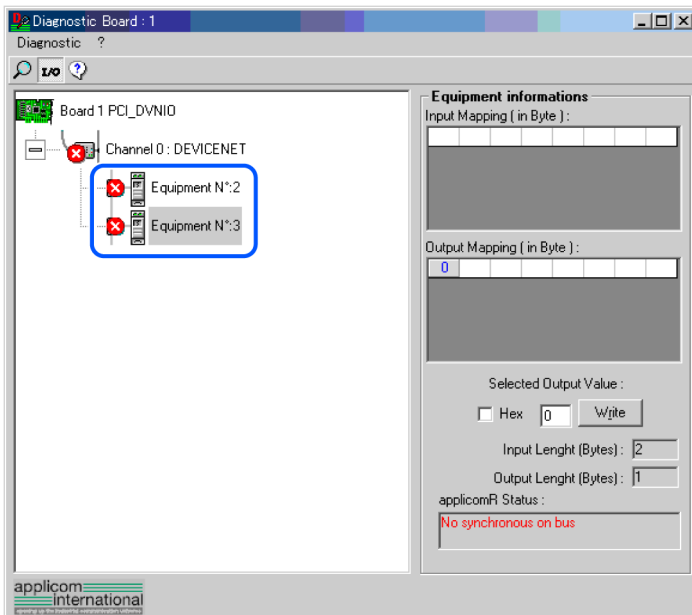 Diagnostic Board : 1
Diagnostic ?
I/O
Board 1 PCI_DVNIO
Channel 0 : DEVICENET
Equipment N°:2
Equipment N°:3
Equipment informations
Input Mapping ( in Byte ) :
Output Mapping ( in Byte ) :
0
Selected Output Value :
Hex 0 Write
Input Lenght (Bytes) : 2
Output Lenght (Bytes) : 1
applicomR Status :
No synchronous on bus
applicom
international